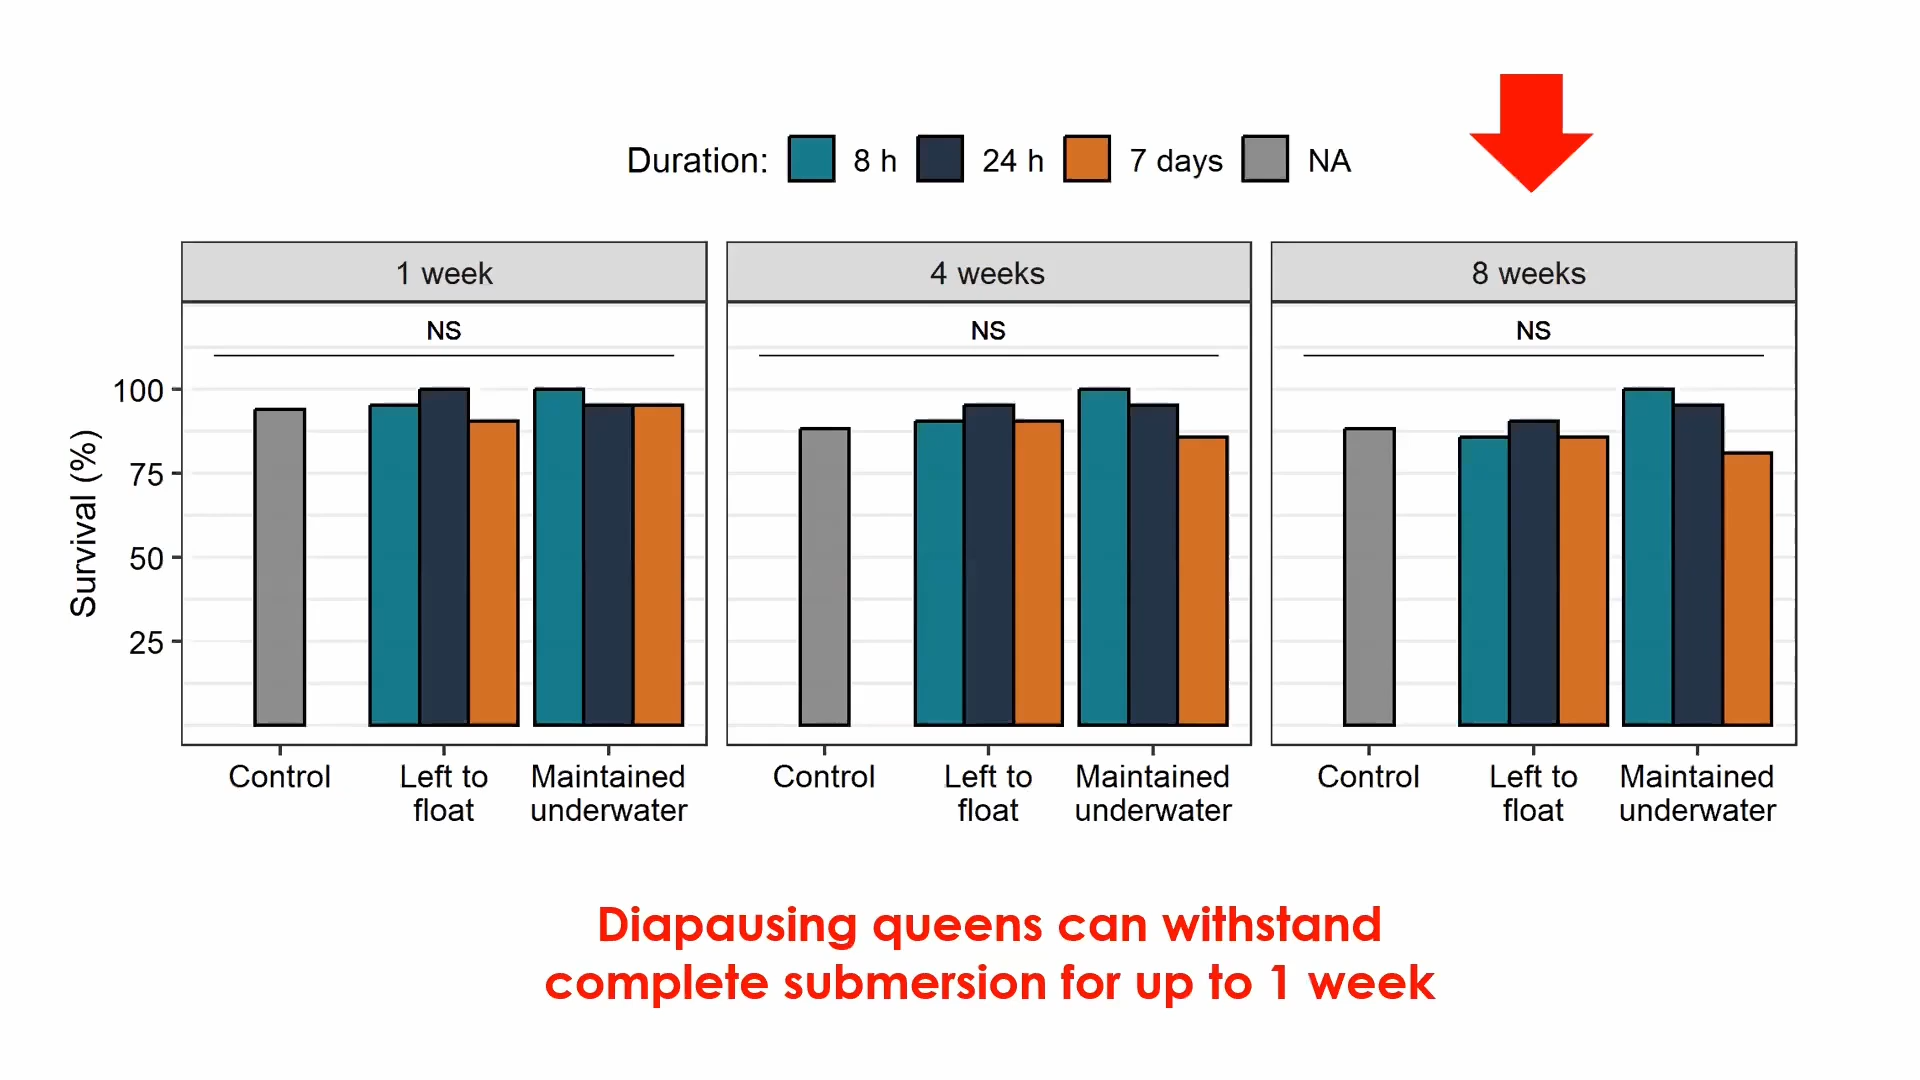 Duration: 8 h 24 h 7 days NA
1 week 4 weeks 8 weeks
NS NS NS
Survival (%)
100
75
50
25
Control Left to float Maintained underwater Control Left to float Maintained underwater Control Left to float Maintained underwater
Diapausing queens can withstand
complete submersion for up to 1 week